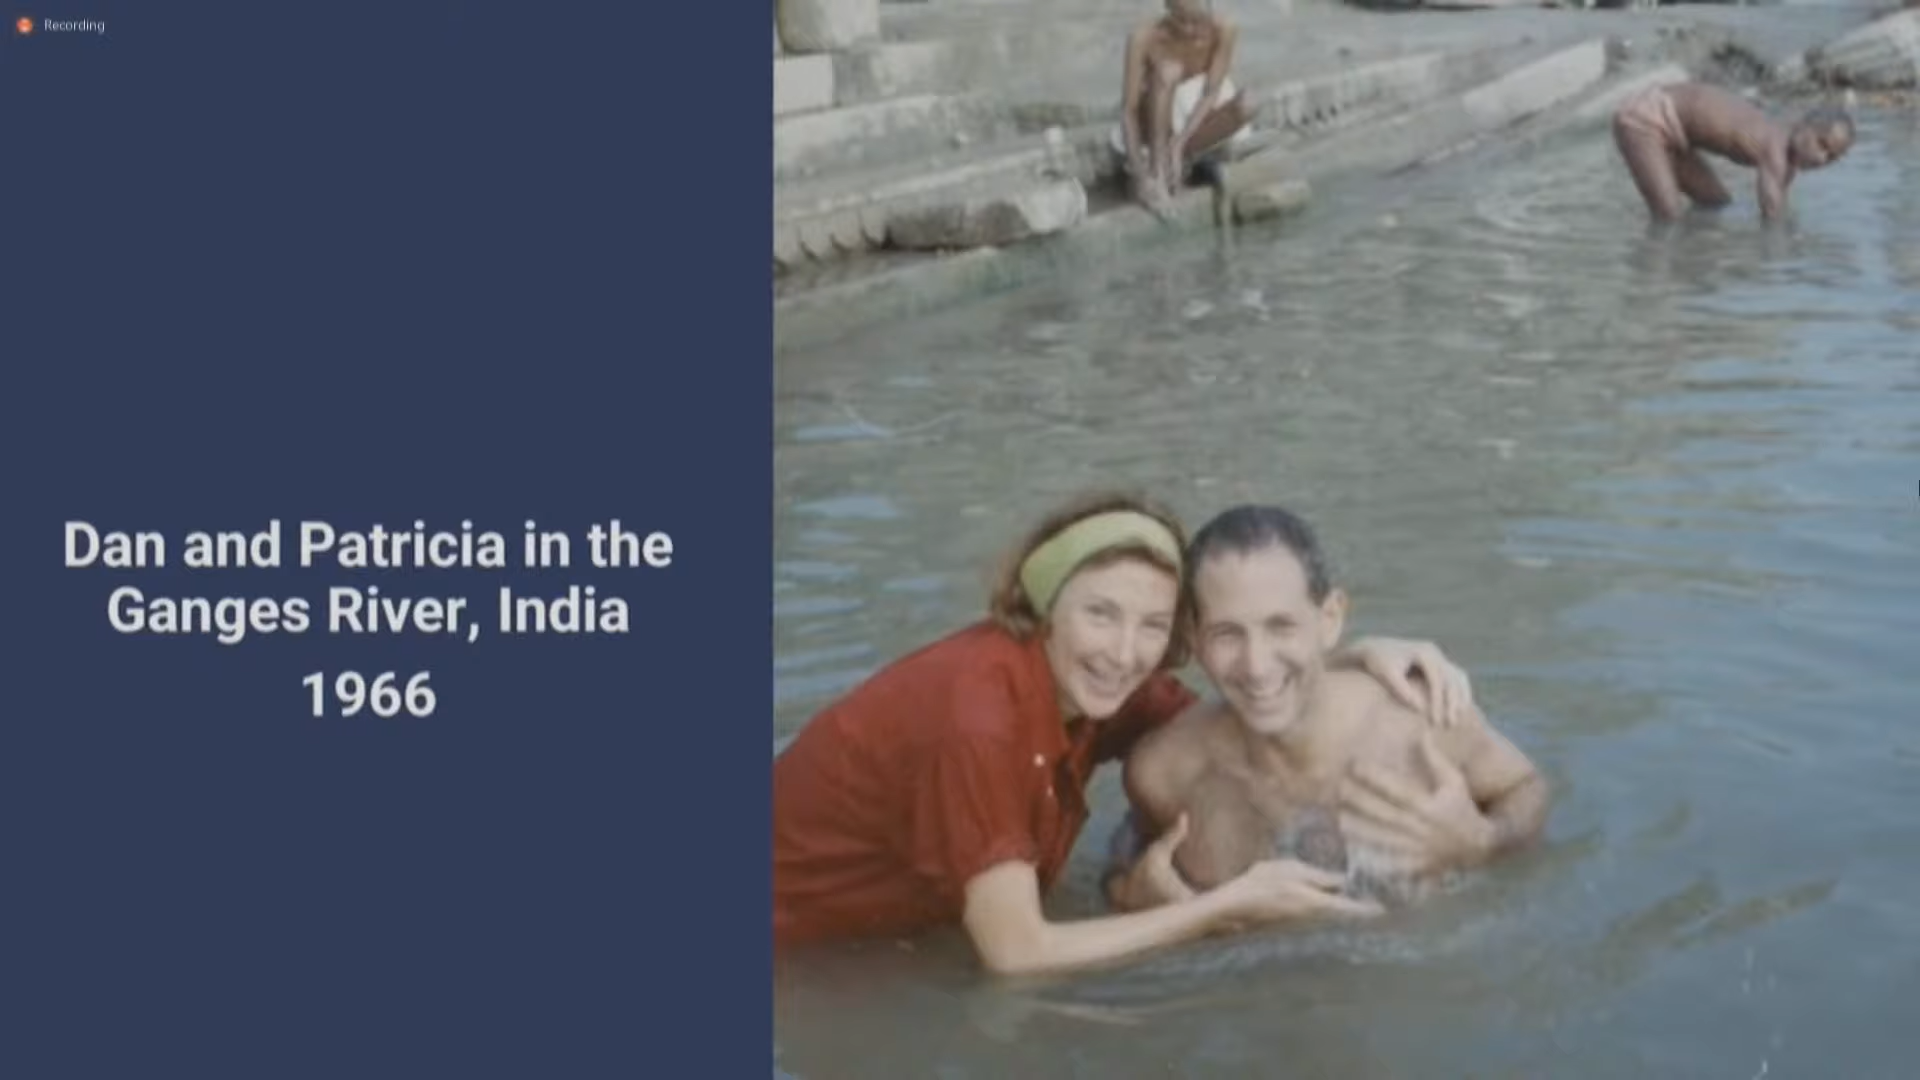 Recording
Dan and Patricia in the
Ganges River, India
1966